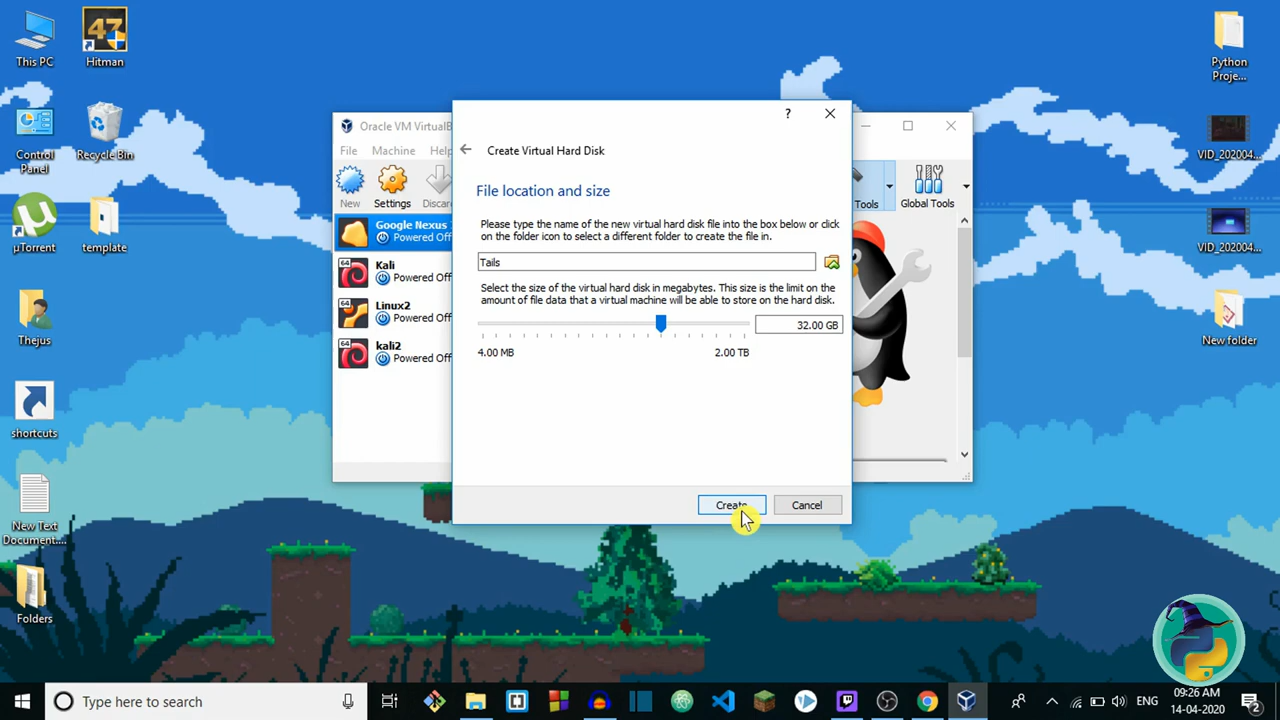 This PC
Hitman
47
Control
Panel
Recycle Bin
µTorrent
template
Thejus
shortcuts
New Text
Document....
Folders
Oracle VM VirtualB
File
Machine
Help
New
Settings
Discar
Google Nexus
Powered Off
64
Kali
Powered Off
64
Linux2
Powered Off
64
kali2
Powered Off
Create Virtual Hard Disk
File location and size
Please type the name of the new virtual hard disk file into the box below or click
on the folder icon to select a different folder to create the file in.
Tails
Select the size of the virtual hard disk in megabytes. This size is the limit on the
amount of file data that a virtual machine will be able to store on the hard disk.
32.00 GB
4.00 MB
2.00 TB
Create
Cancel
?
Tools
Global Tools
Python
Proje...
VID_202004...
VID_202004...
New folder
Type here to search
ENG
09:26 AM
14-04-2020
2